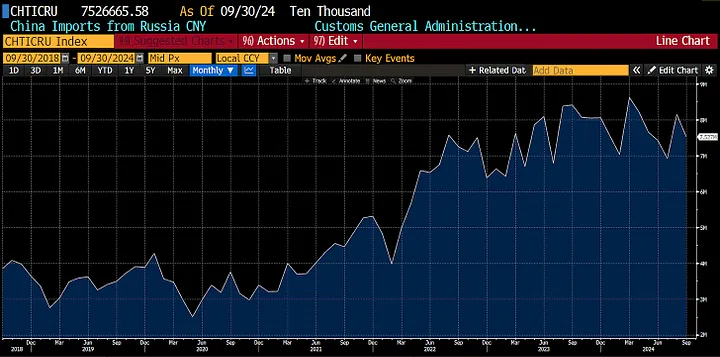 CHTICRU 7526665.58 As Of 09/30/24 Ten Thousand
China Imports from Russia CNY Customs General Administration...
CHTICRU Index Suggested Charts 96) Actions 97) Edit Line Chart
09/30/2018 - 09/30/2024 Mid Px Local CCY Mov Avgs Key Events
1D 3D 1M 6M YTD 1Y 5Y Max Monthly ▼ Table + Related Dat Add Data « Edit Chart
Track Annotate News Zoom
9M
8M
7.527M
7M
6M
5M
4M
3M
2M
Dec Mar Jun Sep Dec Mar Jun Sep Dec Mar Jun Sep Dec Mar Jun Sep Dec Mar Jun Sep Dec Mar Jun Sep
2018 2019 2020 2021 2022 2023 2024